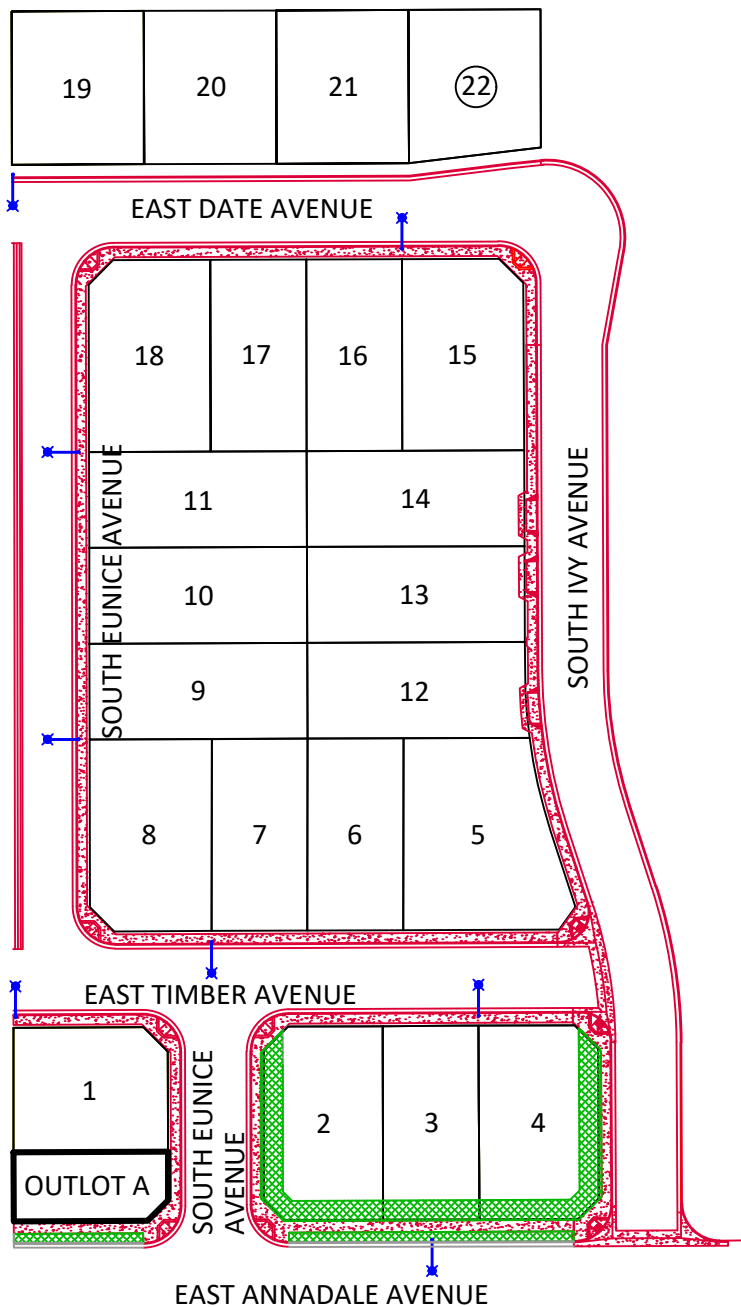 19
20
21
22
EAST DATE AVENUE
18
17
16
15
SOUTH EUNICE AVENUE
11
14
SOUTH IVY AVENUE
10
13
9
12
8
7
6
5
EAST TIMBER AVENUE
1
SOUTH EUNICE
AVENUE
2
3
4
OUTLOT A
EAST ANNADALE AVENUE